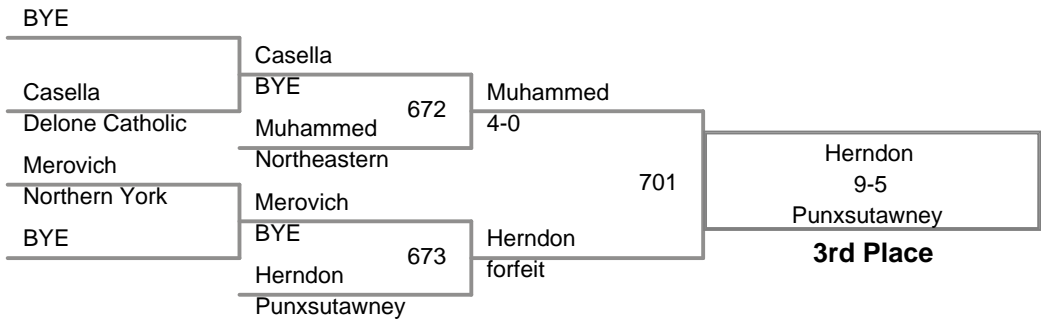 BYE
Casella
Casella
BYE
Delone Catholic
672
Muhammed
Muhammed
4-0
Northeastern
Merovich
Northern York
701
Herndon
9-5
Punxsutawney
3rd Place
Merovich
BYE
BYE
673
Herndon
forfeit
Herndon
Punxsutawney